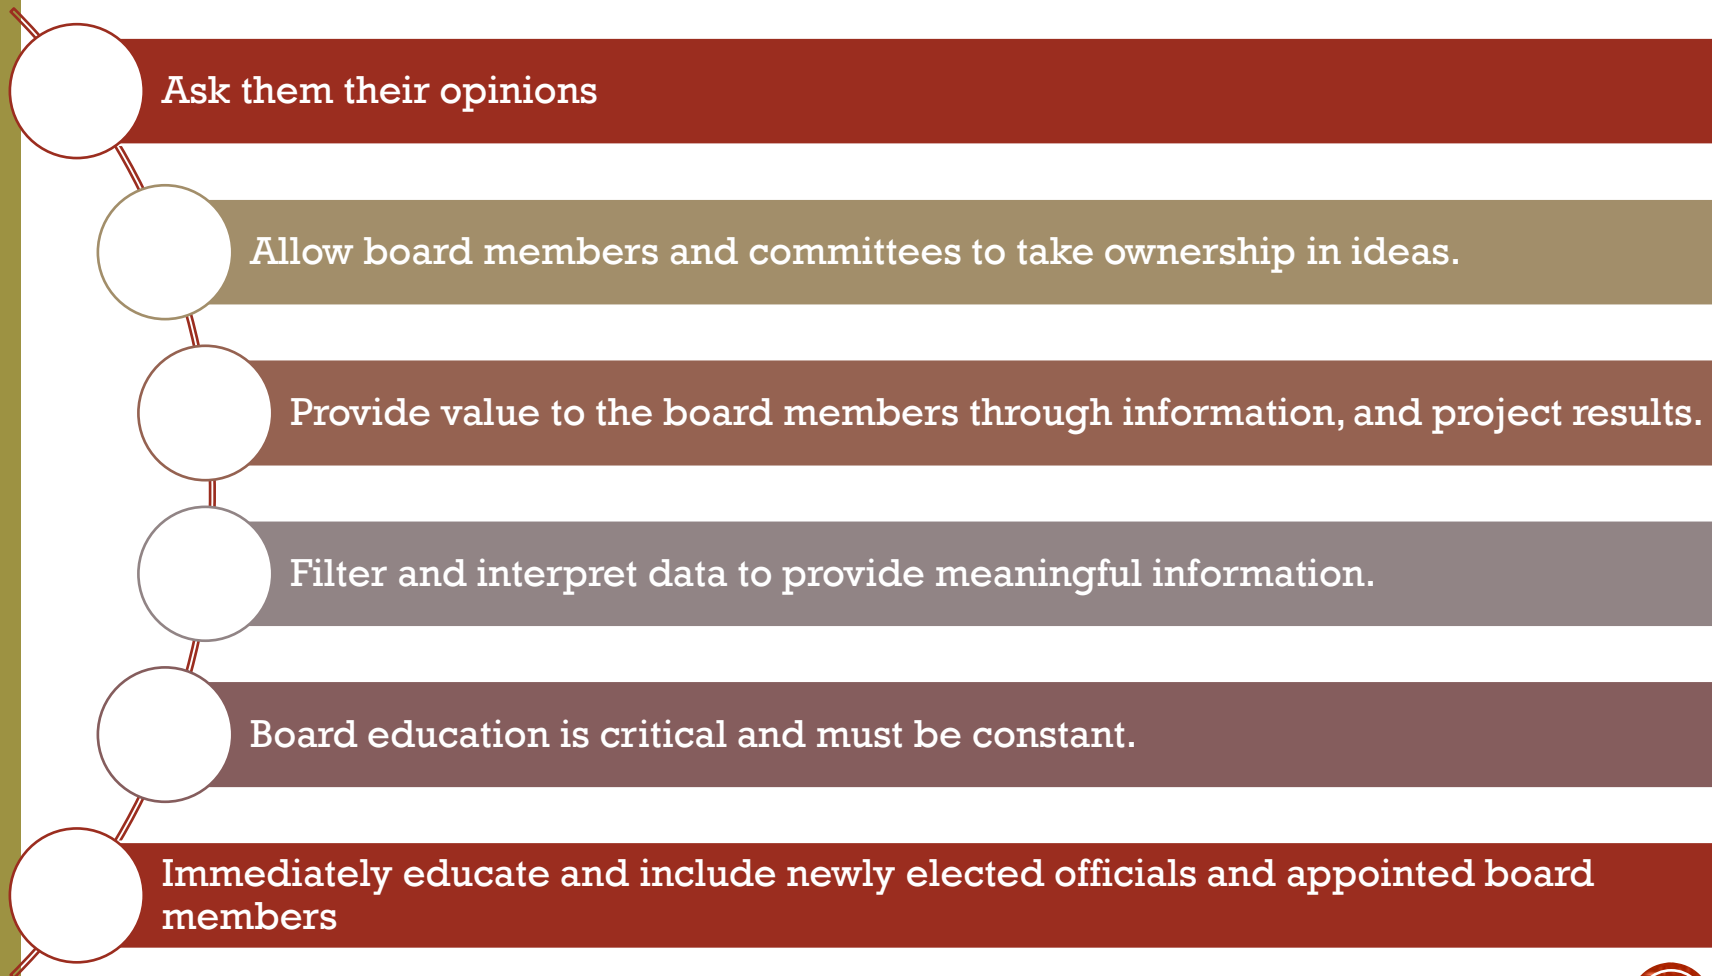 Ask them their opinions
Allow board members and committees to take ownership in ideas.
Provide value to the board members through information, and project results.
Filter and interpret data to provide meaningful information.
Board education is critical and must be constant.
Immediately educate and include newly elected officials and appointed board
members